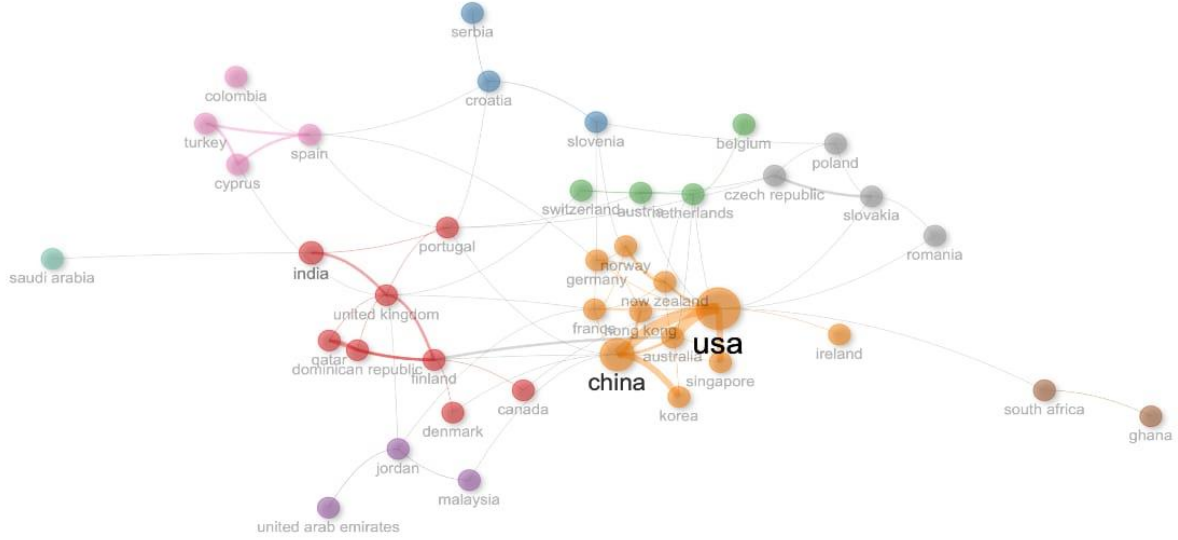 serbia
colombia
croatia
turkey
spain
slovenia
belgium
poland
cyprus
czech republic
switzerland
austria
netherlands
slovakia
portugal
romania
saudi arabia
india
norway
germany
united kingdom
new zealand
france
hong kong
usa
qatar
dominican republic
finland
australia
ireland
china
singapore
canada
korea
south africa
denmark
ghana
jordan
malaysia
united arab emirates